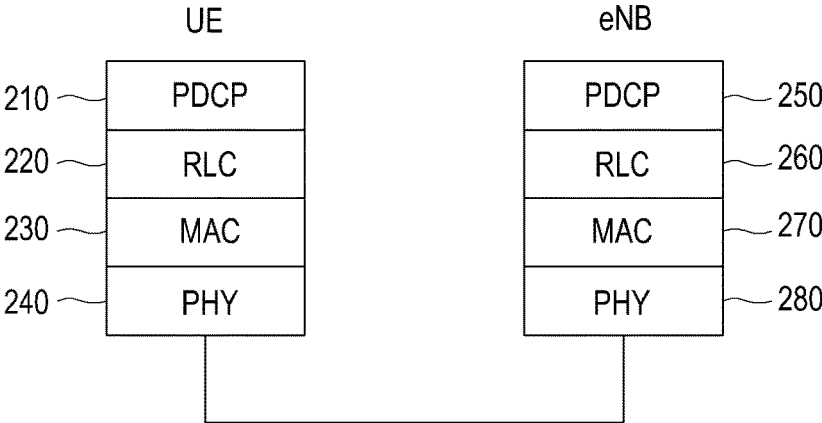 UE eNB
210 PDCP PDCP 250
220 RLC RLC 260
230 MAC MAC 270
240 PHY PHY 280